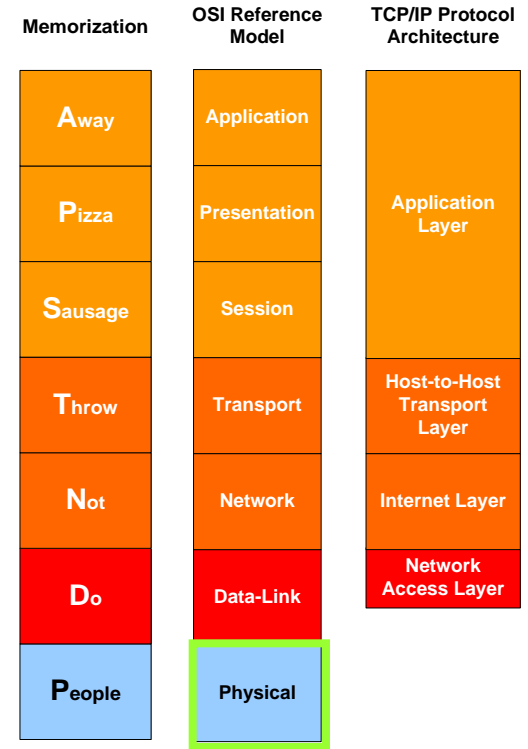 Memorization
OSI Reference
Model
TCP/IP Protocol
Architecture
Away
Pizza
Sausage
Throw
Not
Do
People
Application
Presentation
Session
Transport
Network
Data-Link
Physical
Application
Layer
Host-to-Host
Transport
Layer
Internet Layer
Network
Access Layer